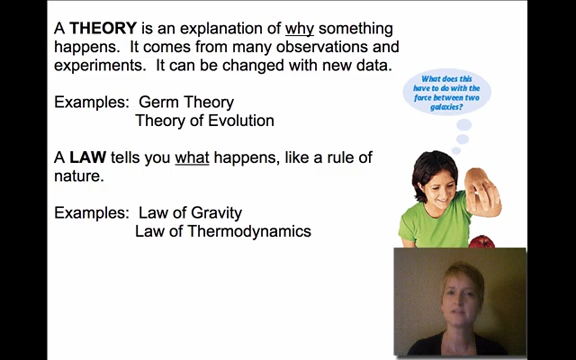 A THEORY is an explanation of why something
happens.  It comes from many observations and
experiments.  It can be changed with new data.
Examples:  Germ Theory
Theory of Evolution
A LAW tells you what happens, like a rule of
nature.
Examples:  Law of Gravity
Law of Thermodynamics
What does this
have to do with the
force between two
galaxies?